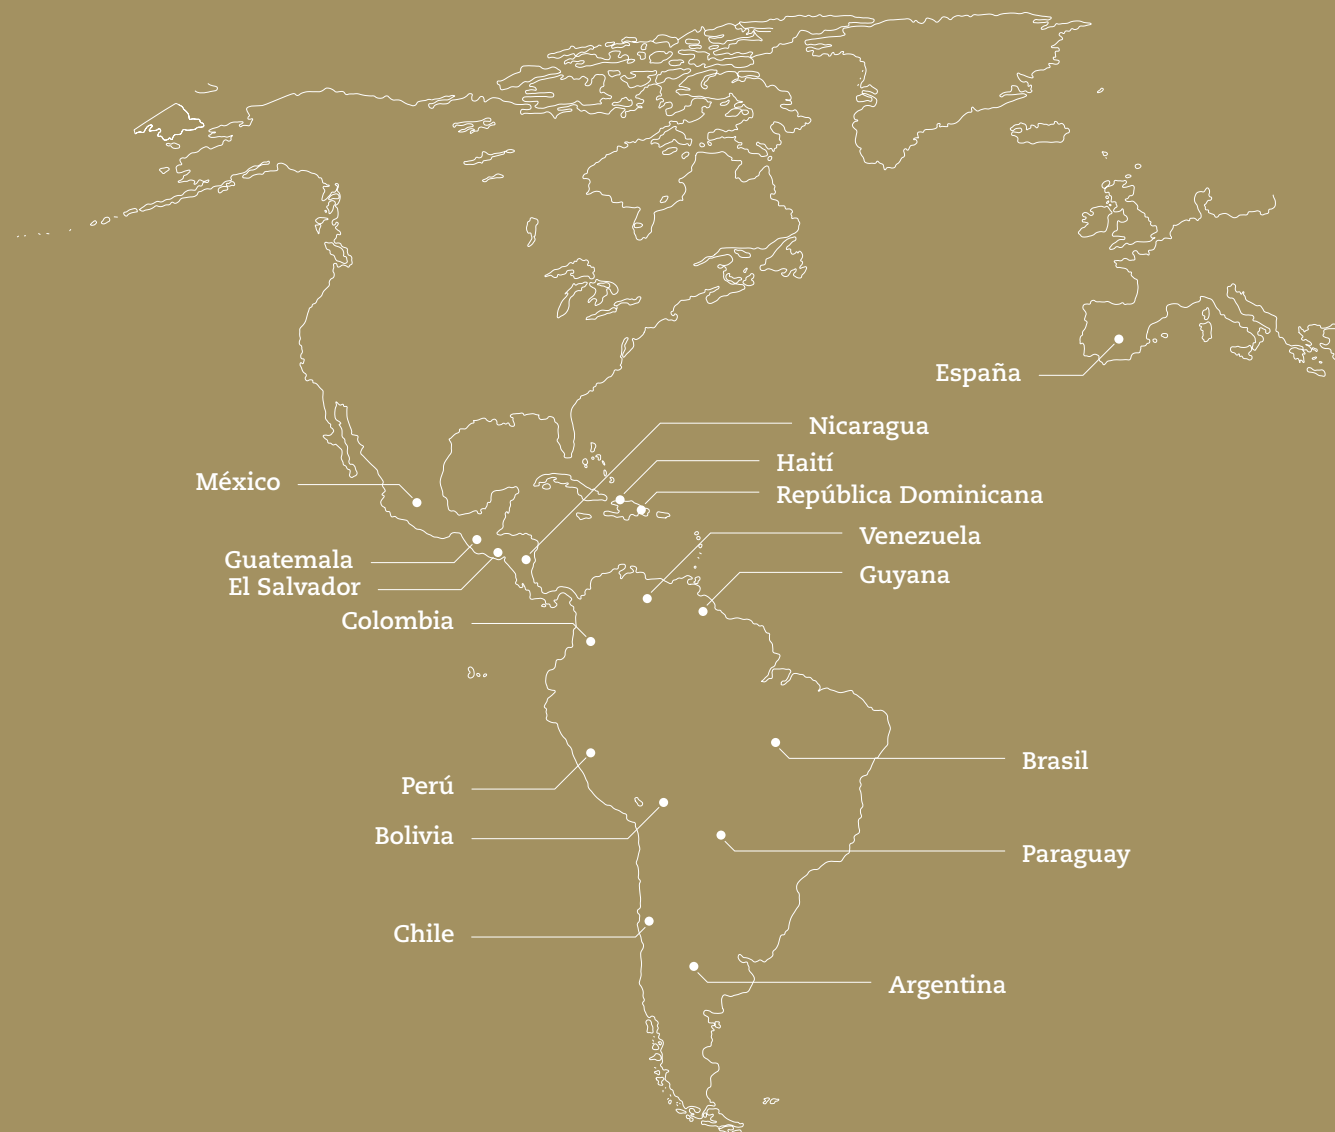 España
Nicaragua
Haití
México
República Dominicana
Venezuela
Guatemala
Guyana
El Salvador
Colombia
Brasil
Perú
Bolivia
Paraguay
Chile
Argentina